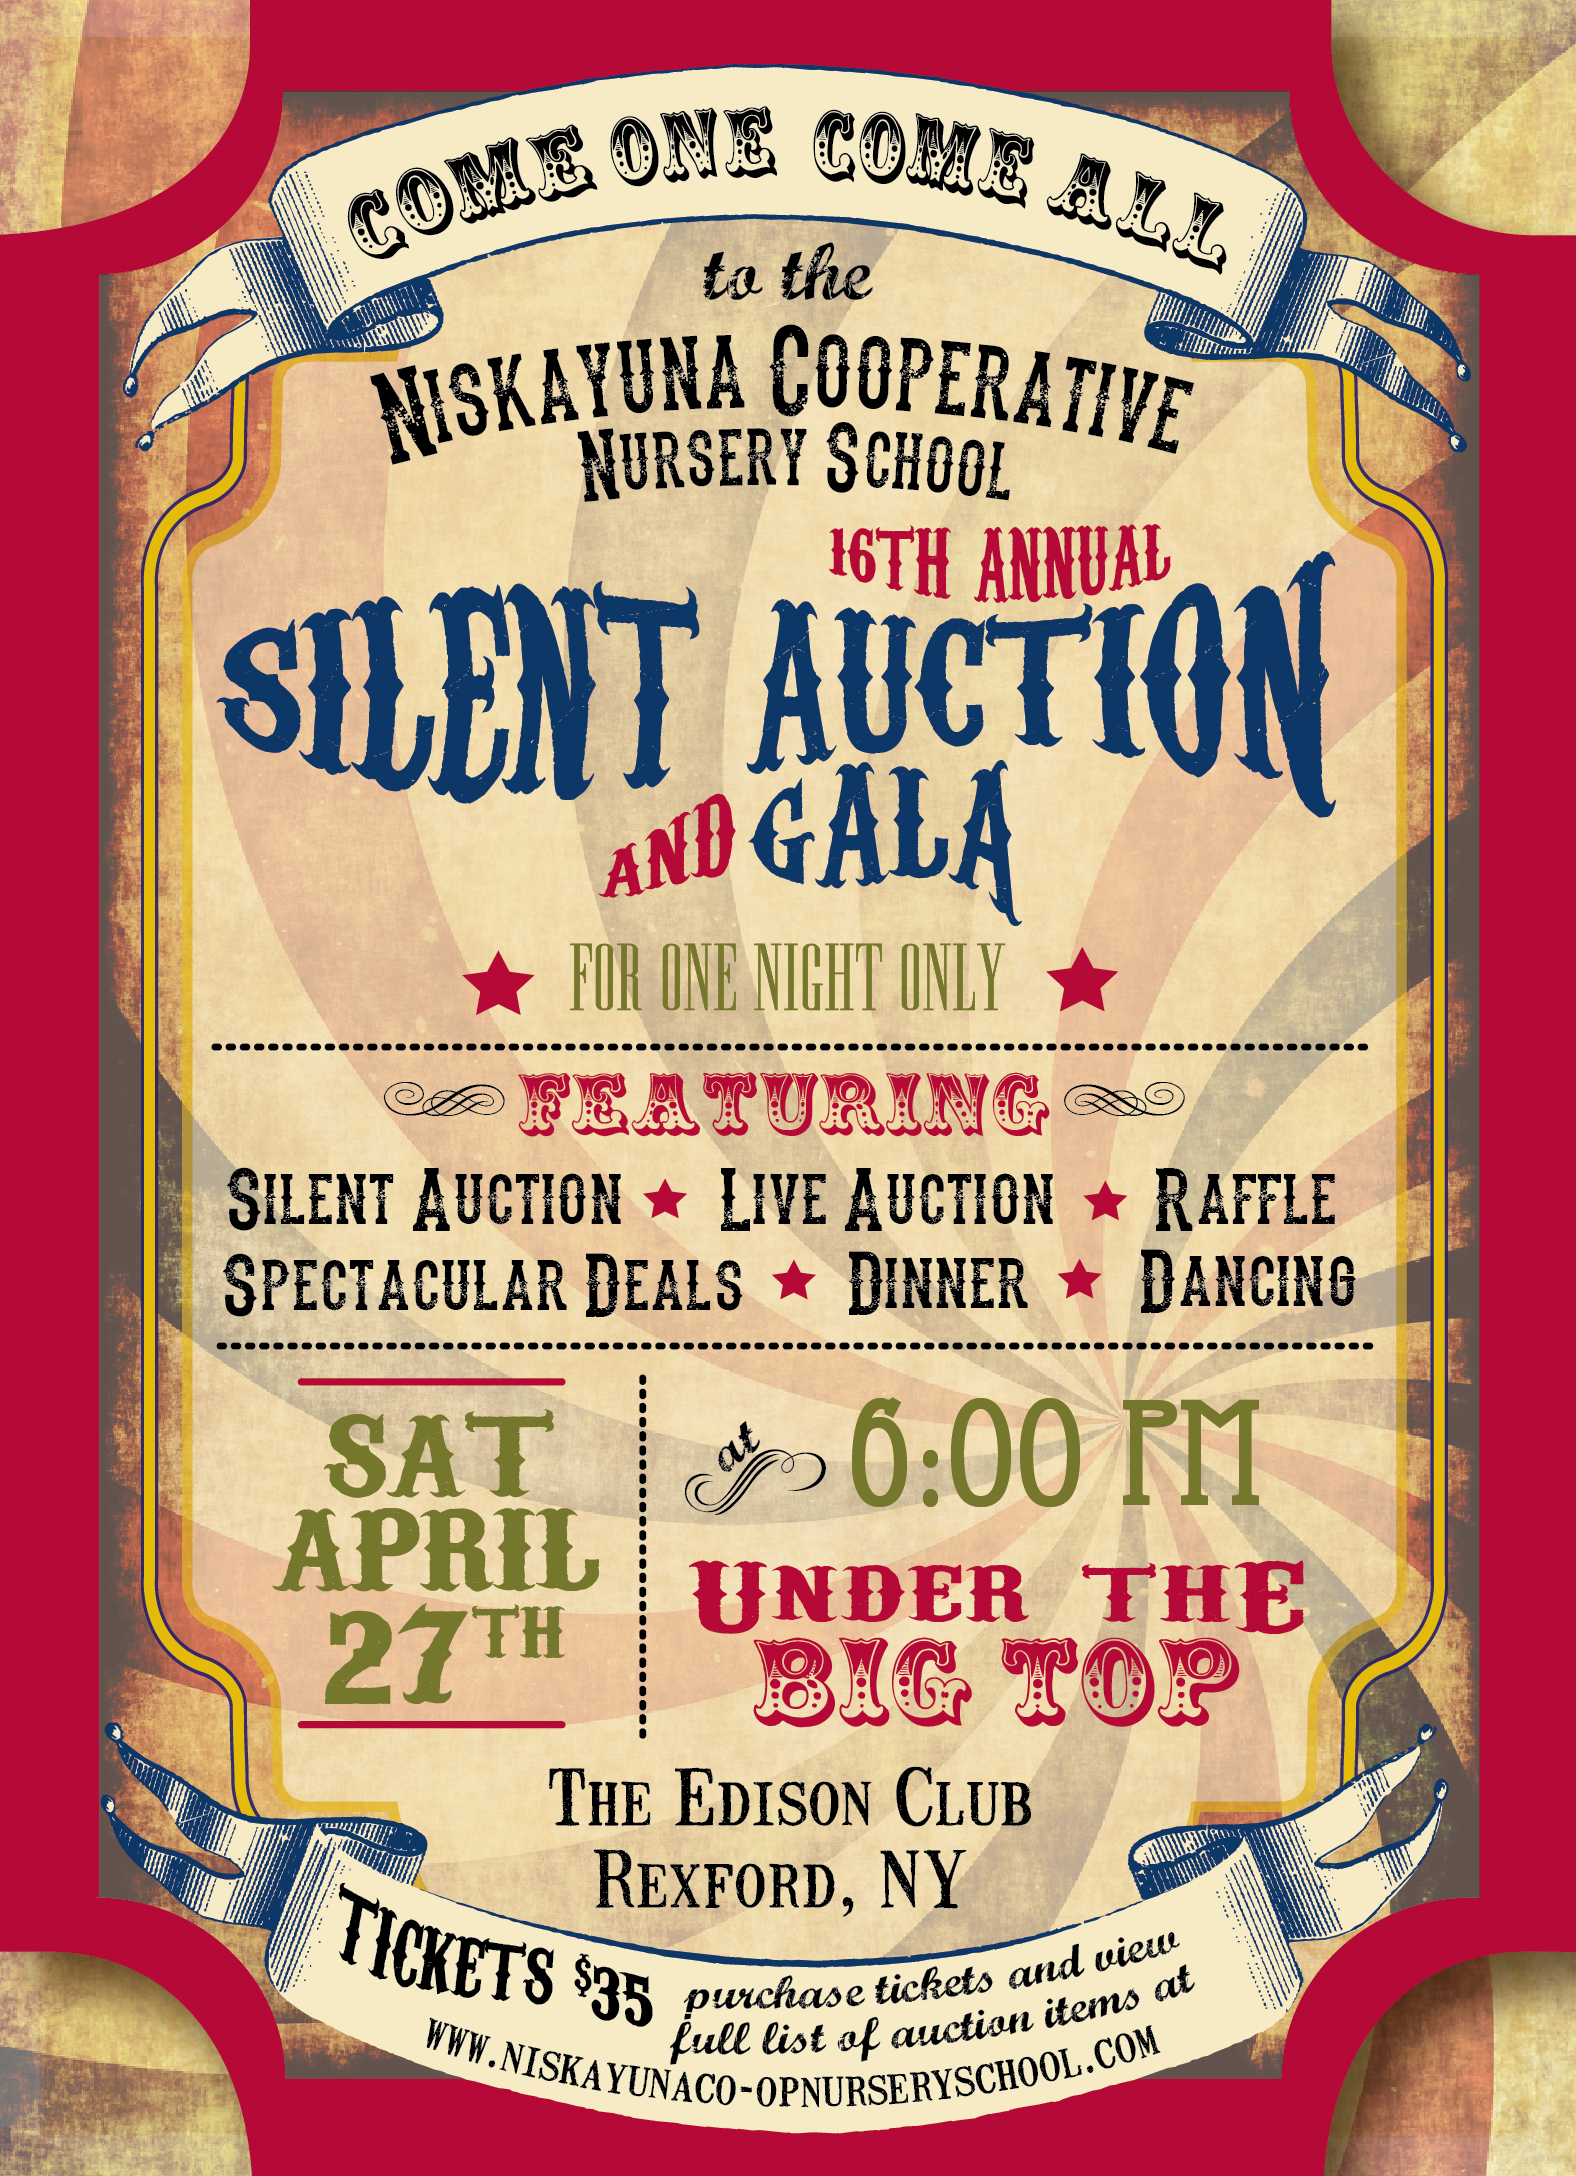 COME ONE COME ALL
to the
NISKAYUNA COOPERATIVE
NURSERY SCHOOL
16TH ANNUAL
SILENT AUCTION
AND GALA
FOR ONE NIGHT ONLY
FEATURING
SILENT AUCTION ★ LIVE AUCTION ★ RAFFLE
SPECTACULAR DEALS ★ DINNER ★ DANCING
SAT
APRIL
27TH
at 6:00 PM
UNDER THE
BIG TOP
THE EDISON CLUB
REXFORD, NY
TICKETS $35
purchase tickets and view
full list of auction items at
WWW.NISKAYUNACO-OPNURSERYSCHOOL.COM